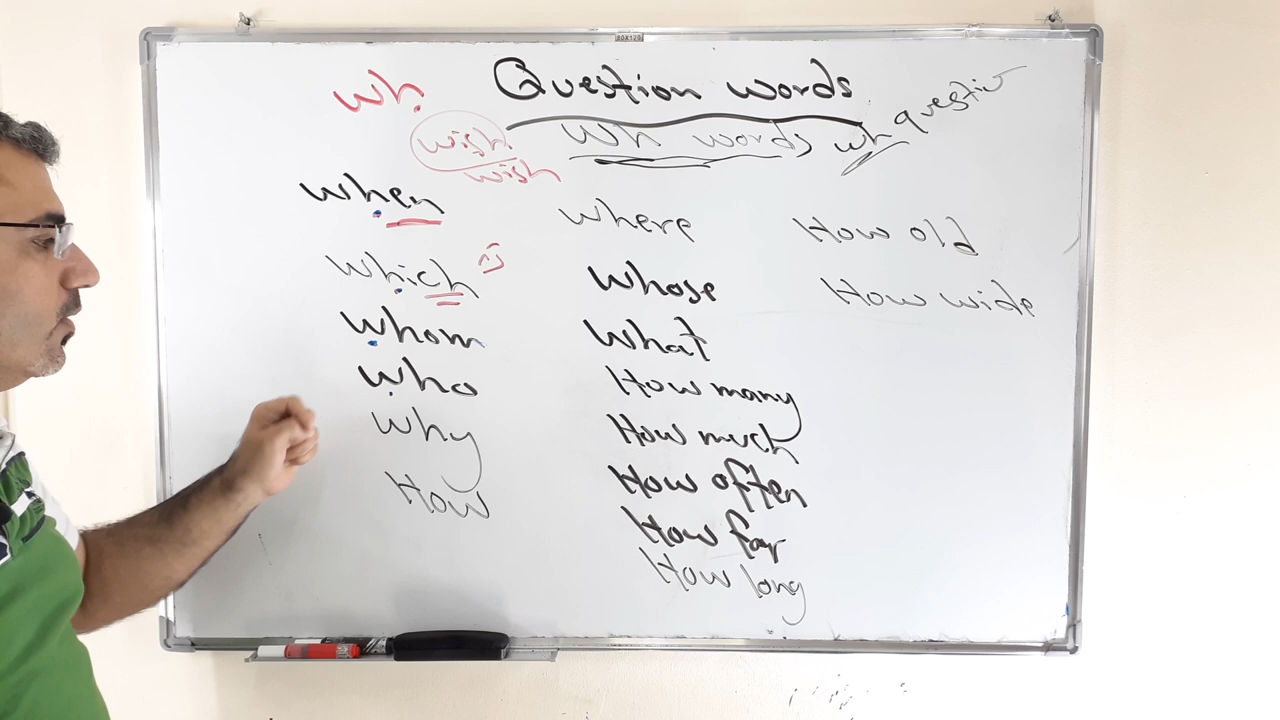 80X120
Wh Question words
wish Wh words wh questio
wish
When Where How old
Which Whose How wide
Whom What
Who How many
Why How much
How How often
How far
How long